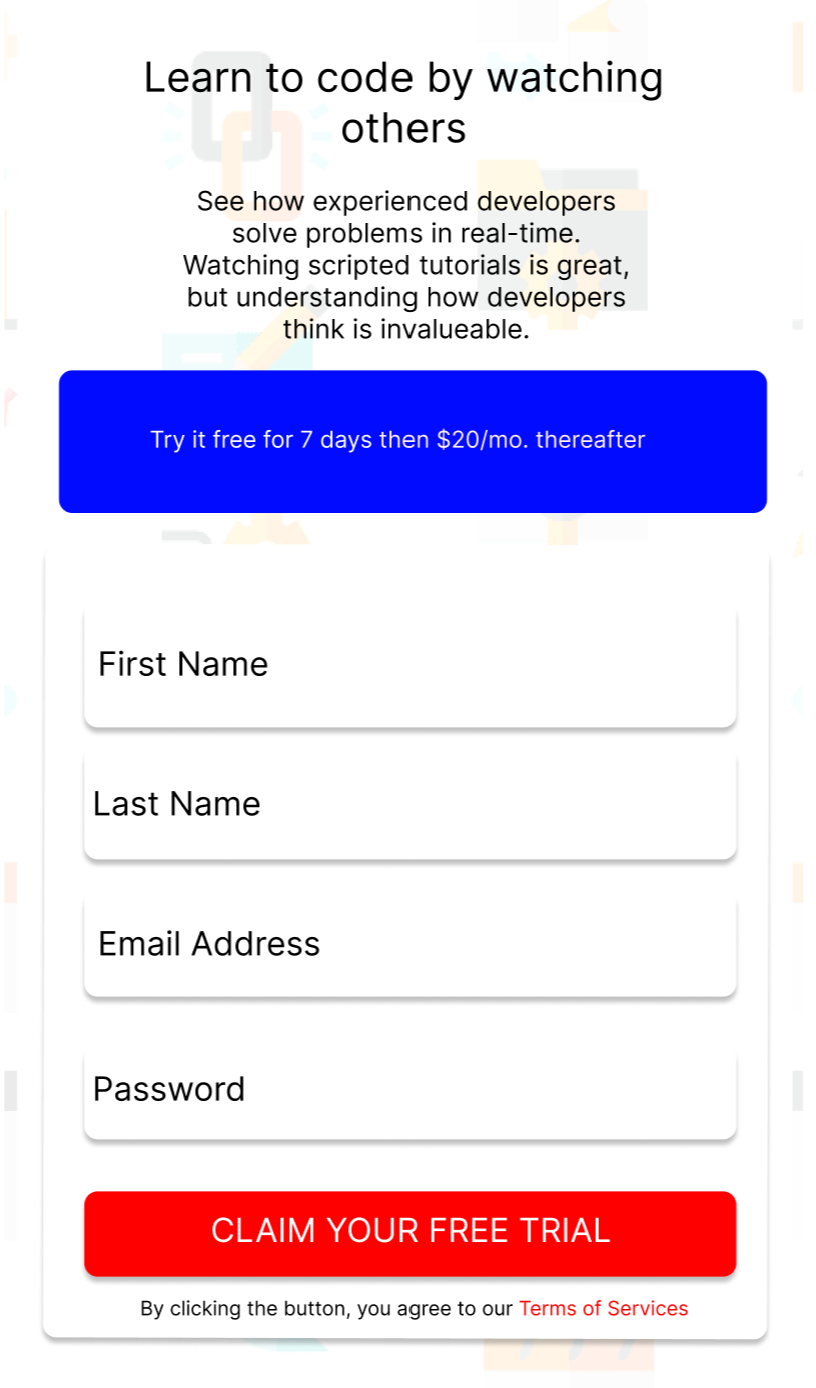 Learn to code by watching
others
See how experienced developers
solve problems in real-time.
Watching scripted tutorials is great,
but understanding how developers
think is invalueable.
Try it free for 7 days then $20/mo. thereafter
First Name
Last Name
Email Address
Password
CLAIM YOUR FREE TRIAL
By clicking the button, you agree to our Terms of Services